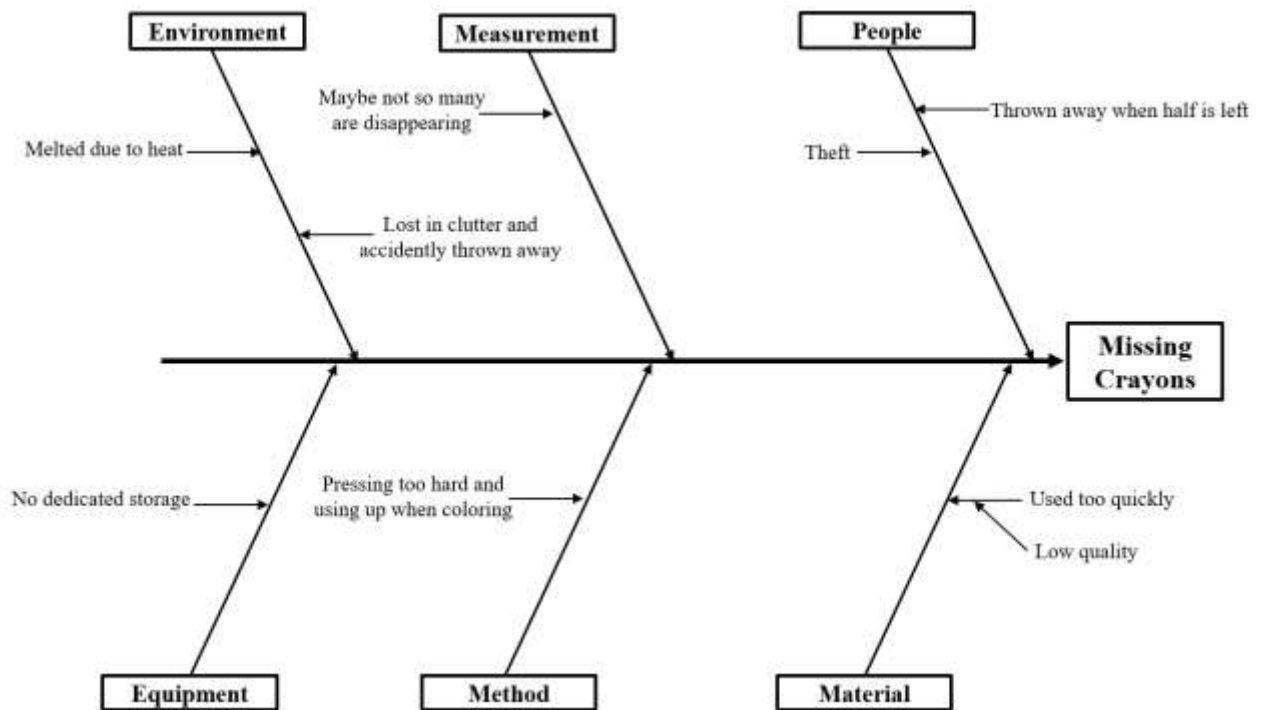 Environment
Measurement
People
Maybe not so many
are disappearing
Thrown away when half is left
Melted due to heat
Theft
Lost in clutter and
accidently thrown away
Missing
Crayons
No dedicated storage
Pressing too hard and
using up when coloring
Used too quickly
Low quality
Equipment
Method
Material